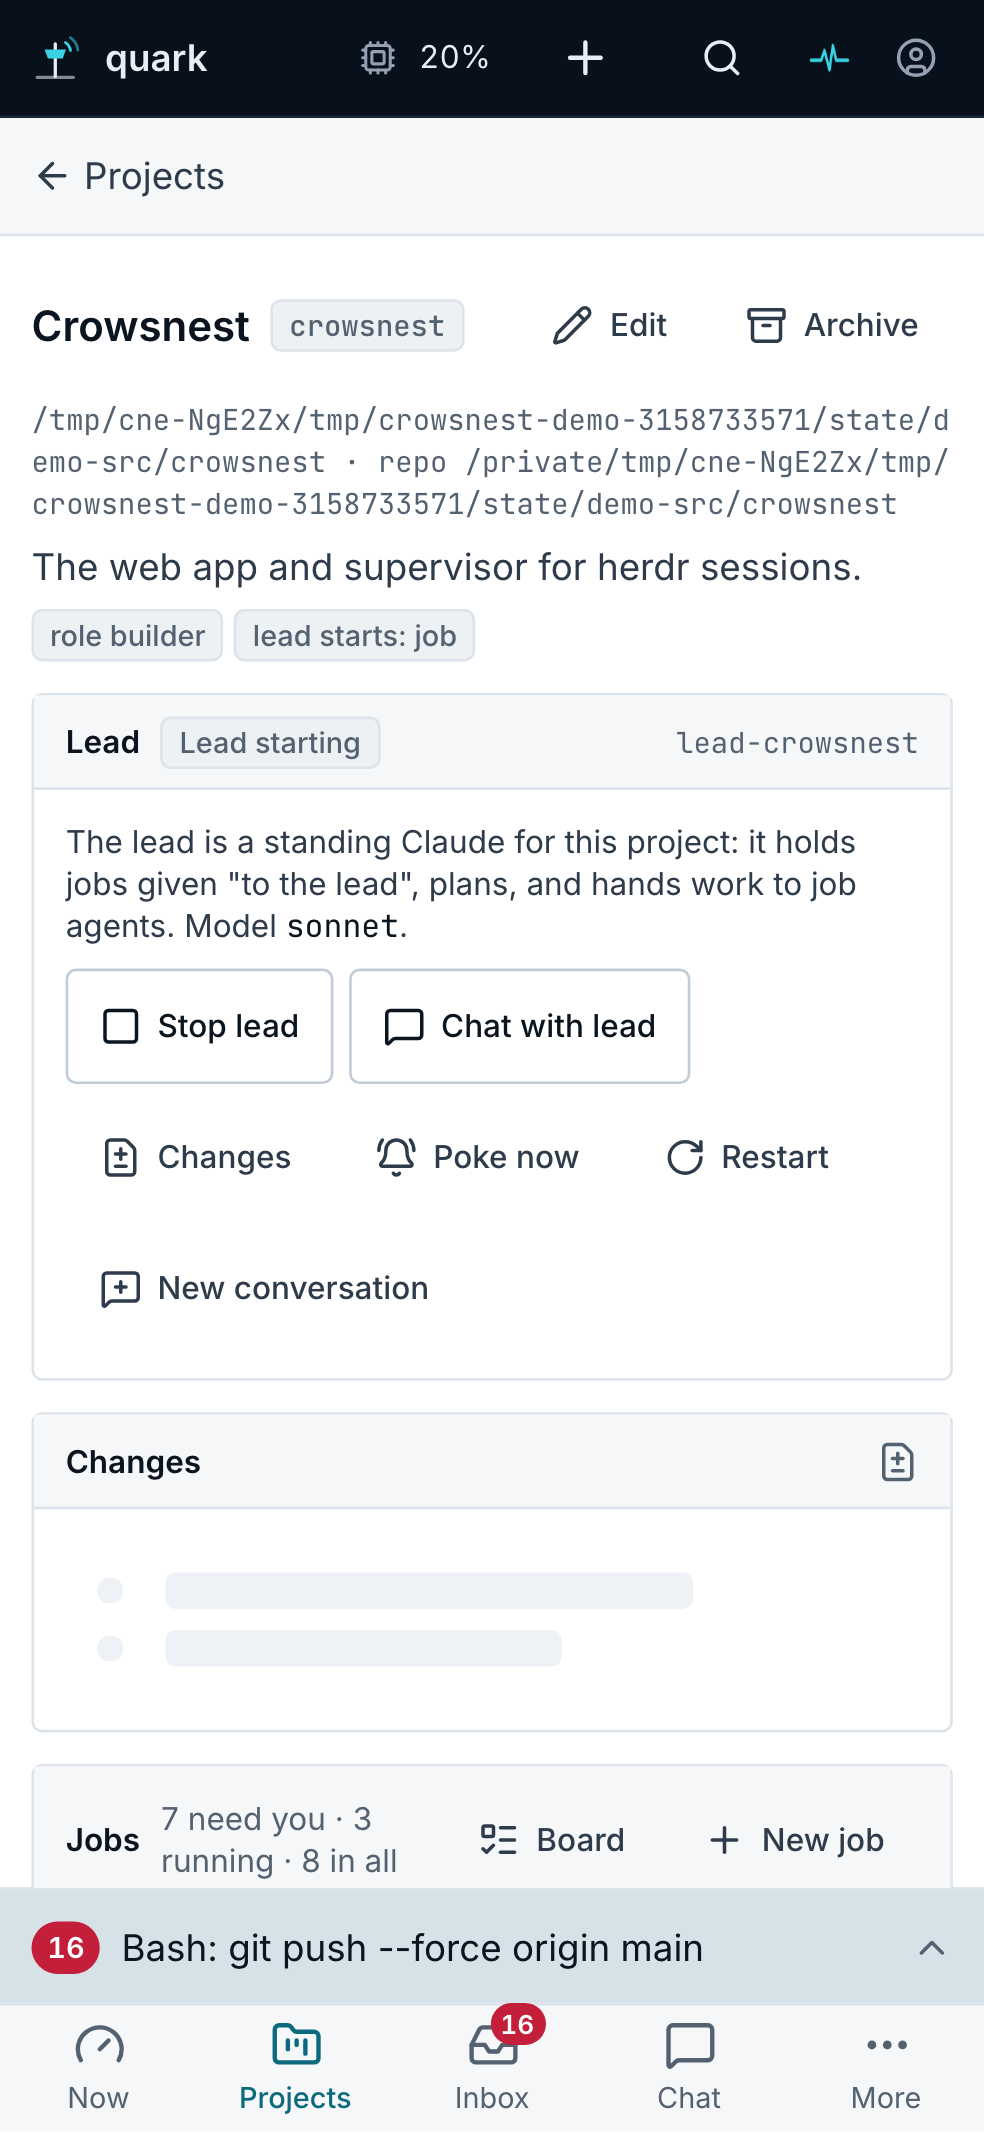 quark 20%
Projects
Crowsnest crowsnest Edit Archive
/tmp/cne-NgE2Zx/tmp/crowsnest-demo-3158733571/state/d
emo-src/crowsnest · repo /private/tmp/cne-NgE2Zx/tmp/
crowsnest-demo-3158733571/state/demo-src/crowsnest
The web app and supervisor for herdr sessions.
role builder lead starts: job
Lead Lead starting lead-crowsnest
The lead is a standing Claude for this project: it holds
jobs given "to the lead", plans, and hands work to job
agents. Model sonnet.
Stop lead Chat with lead
Changes Poke now Restart
New conversation
Changes
Jobs 7 need you · 3
running · 8 in all Board New job
16 Bash: git push --force origin main
16
Now Projects Inbox Chat More